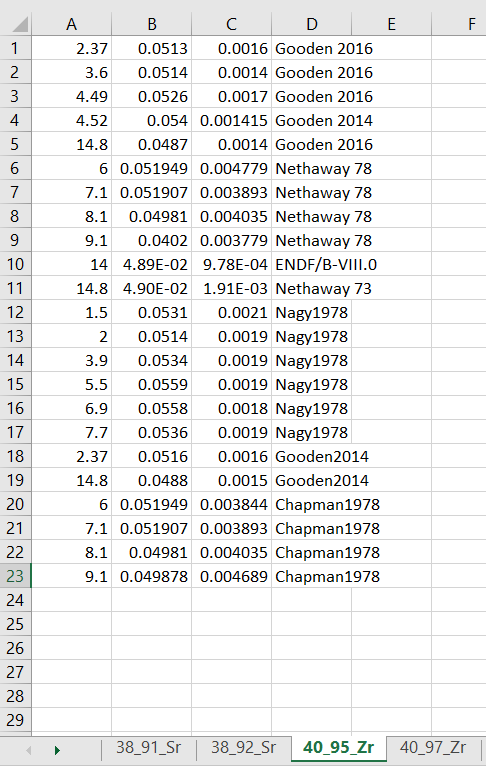 A B C D E F
1 2.37 0.0513 0.0016 Gooden 2016
2 3.6 0.0514 0.0014 Gooden 2016
3 4.49 0.0526 0.0017 Gooden 2016
4 4.52 0.054 0.001415 Gooden 2014
5 14.8 0.0487 0.0014 Gooden 2016
6 6 0.051949 0.004779 Nethaway 78
7 7.1 0.051907 0.003893 Nethaway 78
8 8.1 0.04981 0.004035 Nethaway 78
9 9.1 0.0402 0.003779 Nethaway 78
10 14 4.89E-02 9.78E-04 ENDF/B-VIII.0
11 14.8 4.90E-02 1.91E-03 Nethaway 73
12 1.5 0.0531 0.0021 Nagy1978
13 2 0.0514 0.0019 Nagy1978
14 3.9 0.0534 0.0019 Nagy1978
15 5.5 0.0559 0.0019 Nagy1978
16 6.9 0.0558 0.0018 Nagy1978
17 7.7 0.0536 0.0019 Nagy1978
18 2.37 0.0516 0.0016 Gooden2014
19 14.8 0.0488 0.0015 Gooden2014
20 6 0.051949 0.003844 Chapman1978
21 7.1 0.051907 0.003893 Chapman1978
22 8.1 0.04981 0.004035 Chapman1978
23 9.1 0.049878 0.004689 Chapman1978
24
25
26
27
28
29
38_91_Sr 38_92_Sr 40_95_Zr 40_97_Zr